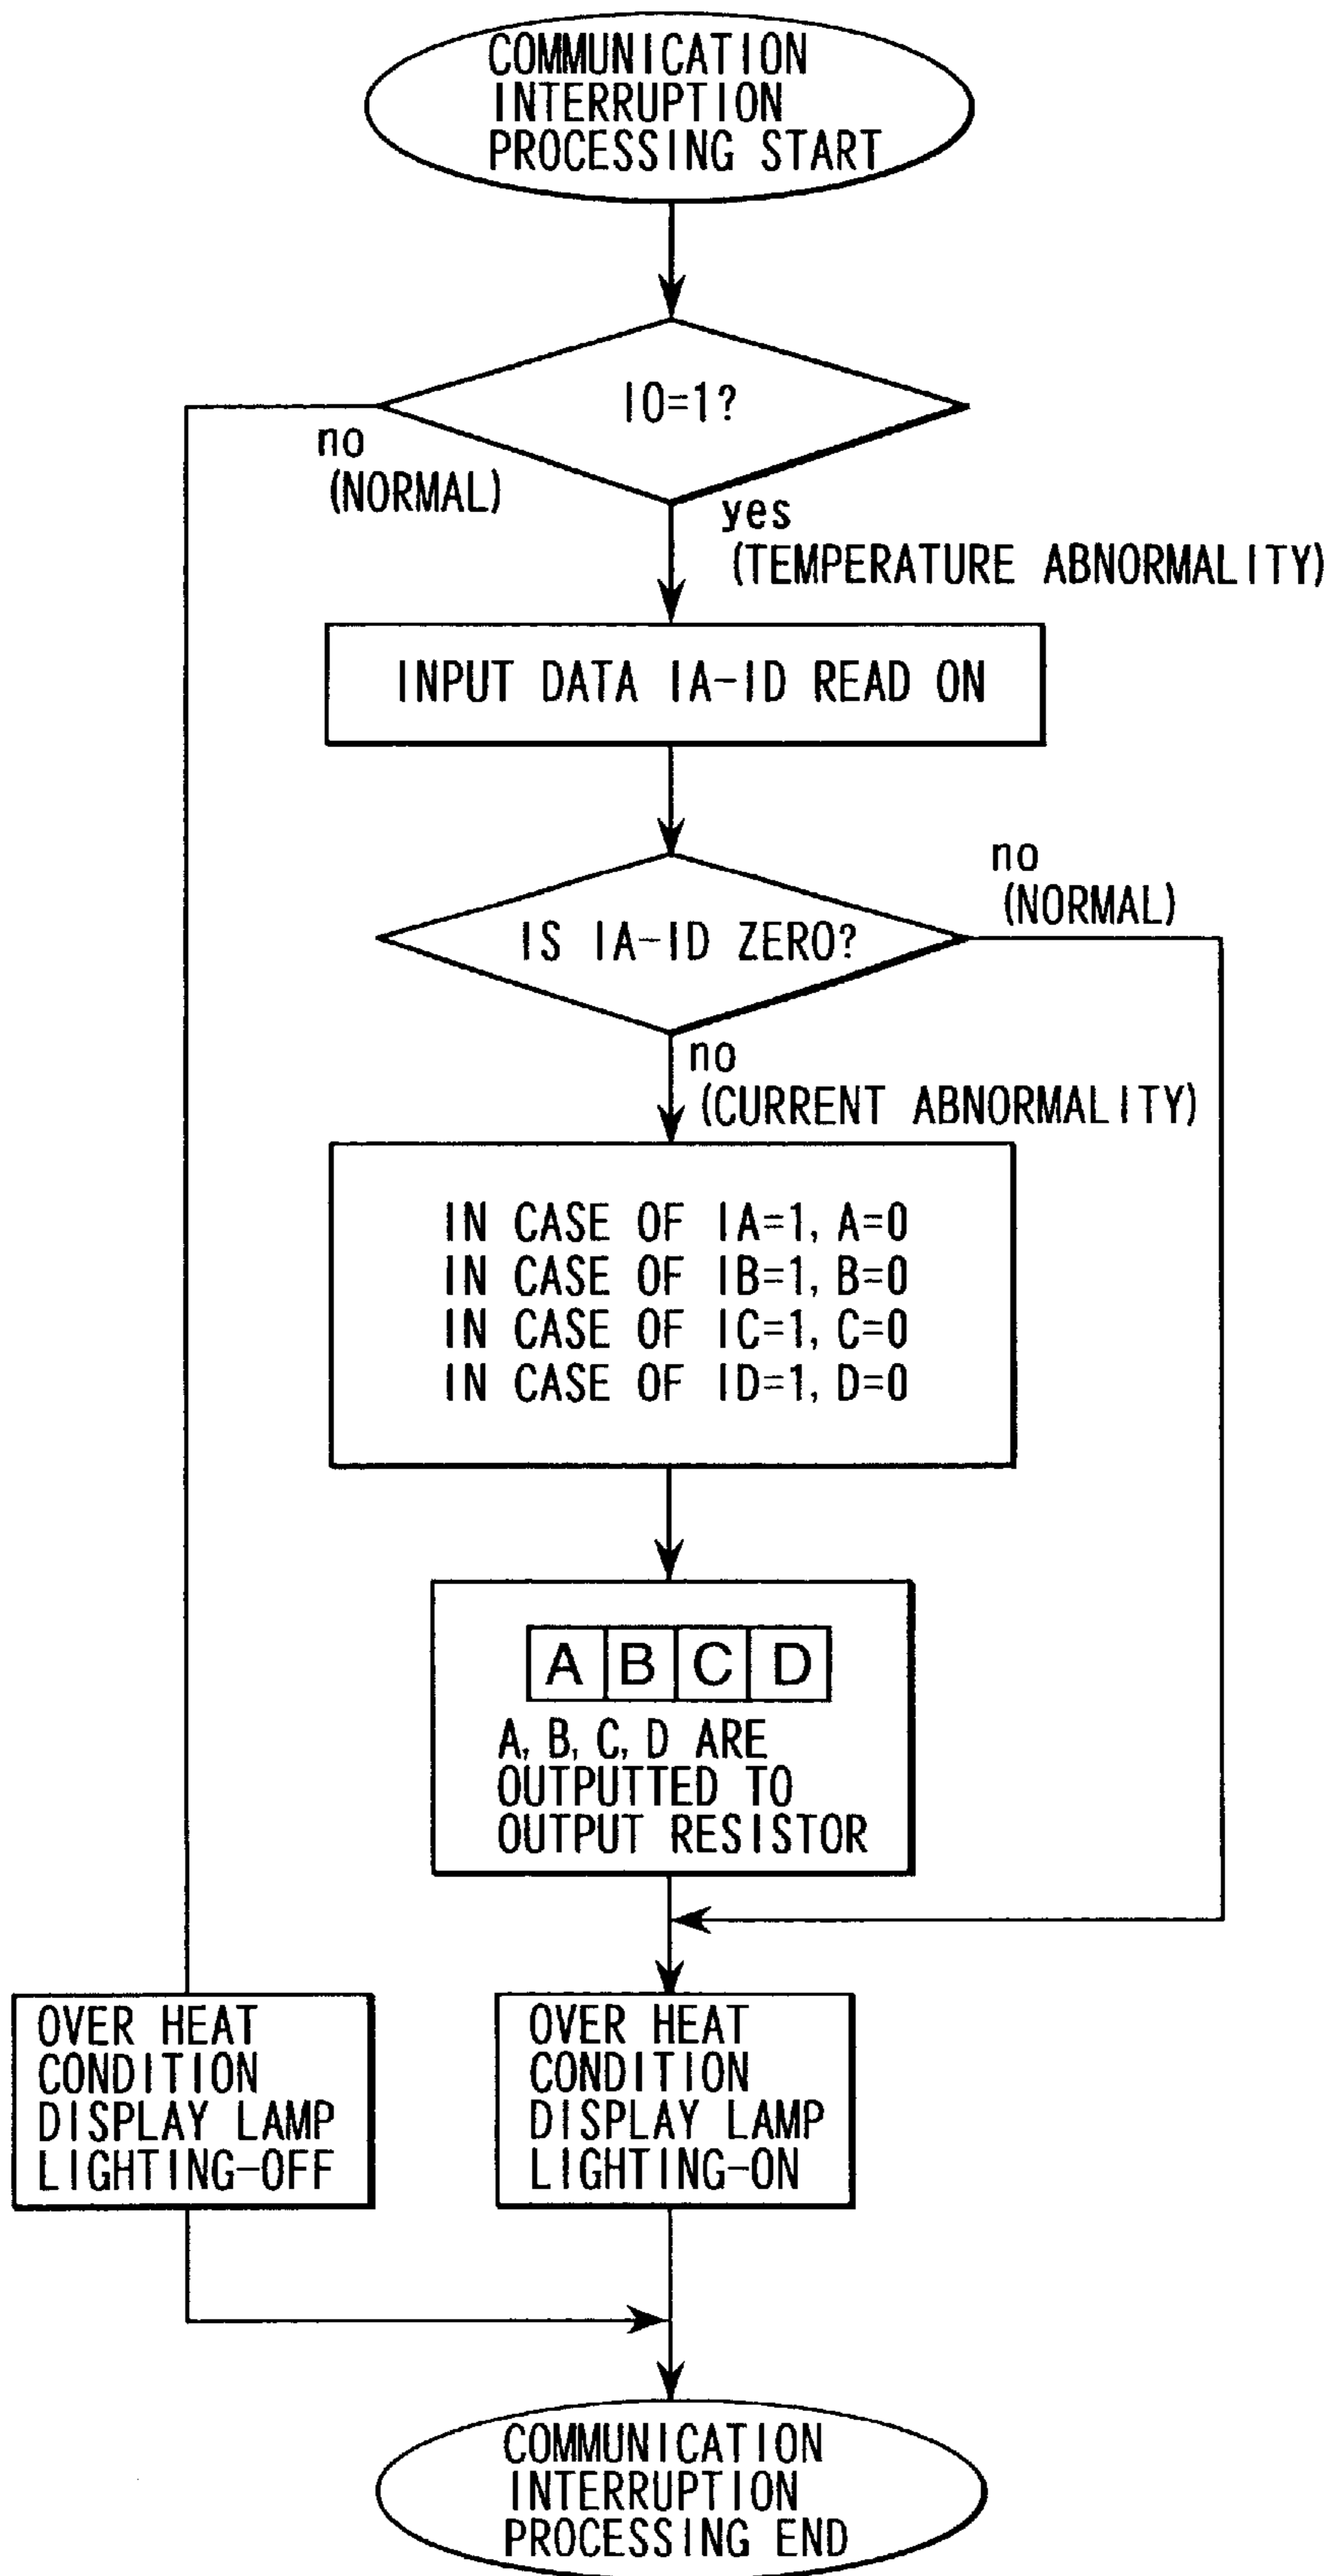 COMMUNICATION
INTERRUPTION
PROCESSING START
I0=1?
no
(NORMAL)
yes
(TEMPERATURE ABNORMALITY)
INPUT DATA IA-ID READ ON
no
(NORMAL)
IS IA-ID ZERO?
no
(CURRENT ABNORMALITY)
IN CASE OF IA=1, A=0
IN CASE OF IB=1, B=0
IN CASE OF IC=1, C=0
IN CASE OF ID=1, D=0
A B C D
A, B, C, D ARE
OUTPUTTED TO
OUTPUT RESISTOR
OVER HEAT
CONDITION
DISPLAY LAMP
LIGHTING-OFF
OVER HEAT
CONDITION
DISPLAY LAMP
LIGHTING-ON
COMMUNICATION
INTERRUPTION
PROCESSING END